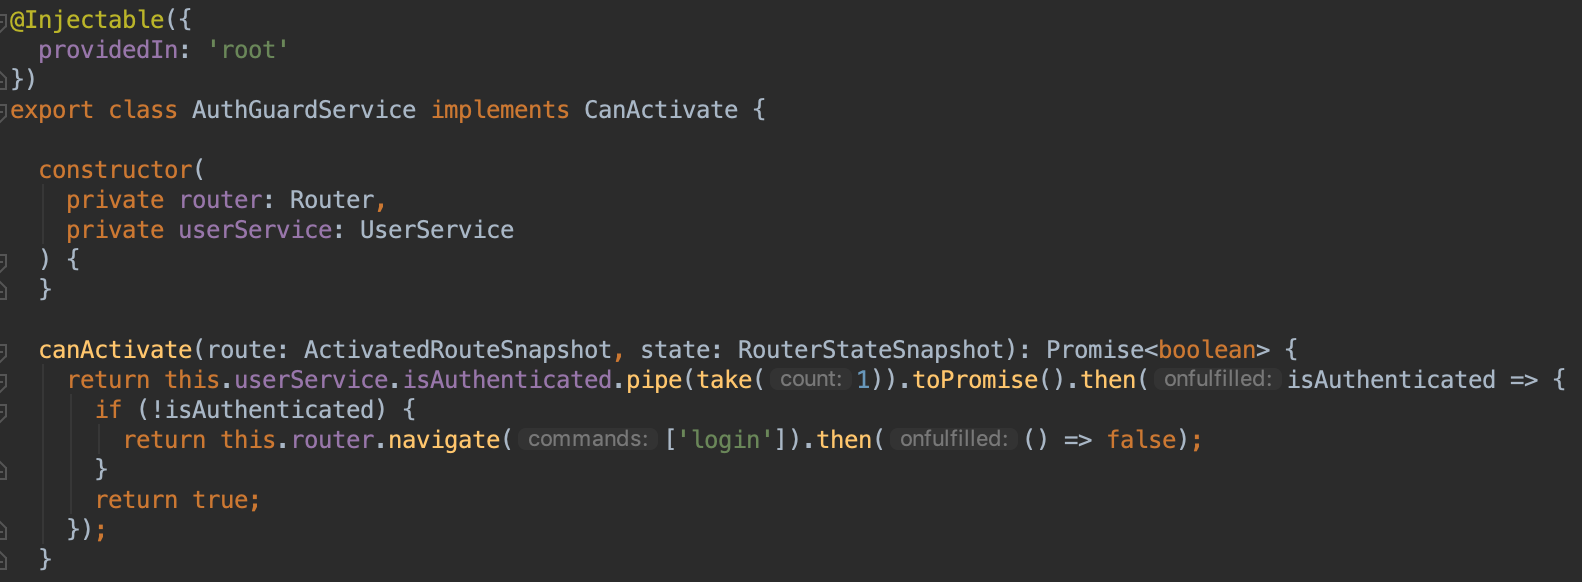 @Injectable({
  providedIn: 'root'
})
export class AuthGuardService implements CanActivate {
  constructor(
    private router: Router,
    private userService: UserService
  ) {
  }
  canActivate(route: ActivatedRouteSnapshot, state: RouterStateSnapshot): Promise<boolean> {
    return this.userService.isAuthenticated.pipe(take( count: 1)).toPromise().then( onfulfilled: isAuthenticated => {
      if (!isAuthenticated) {
        return this.router.navigate( commands: ['login']).then( onfulfilled: () => false);
      }
      return true;
    });
  }